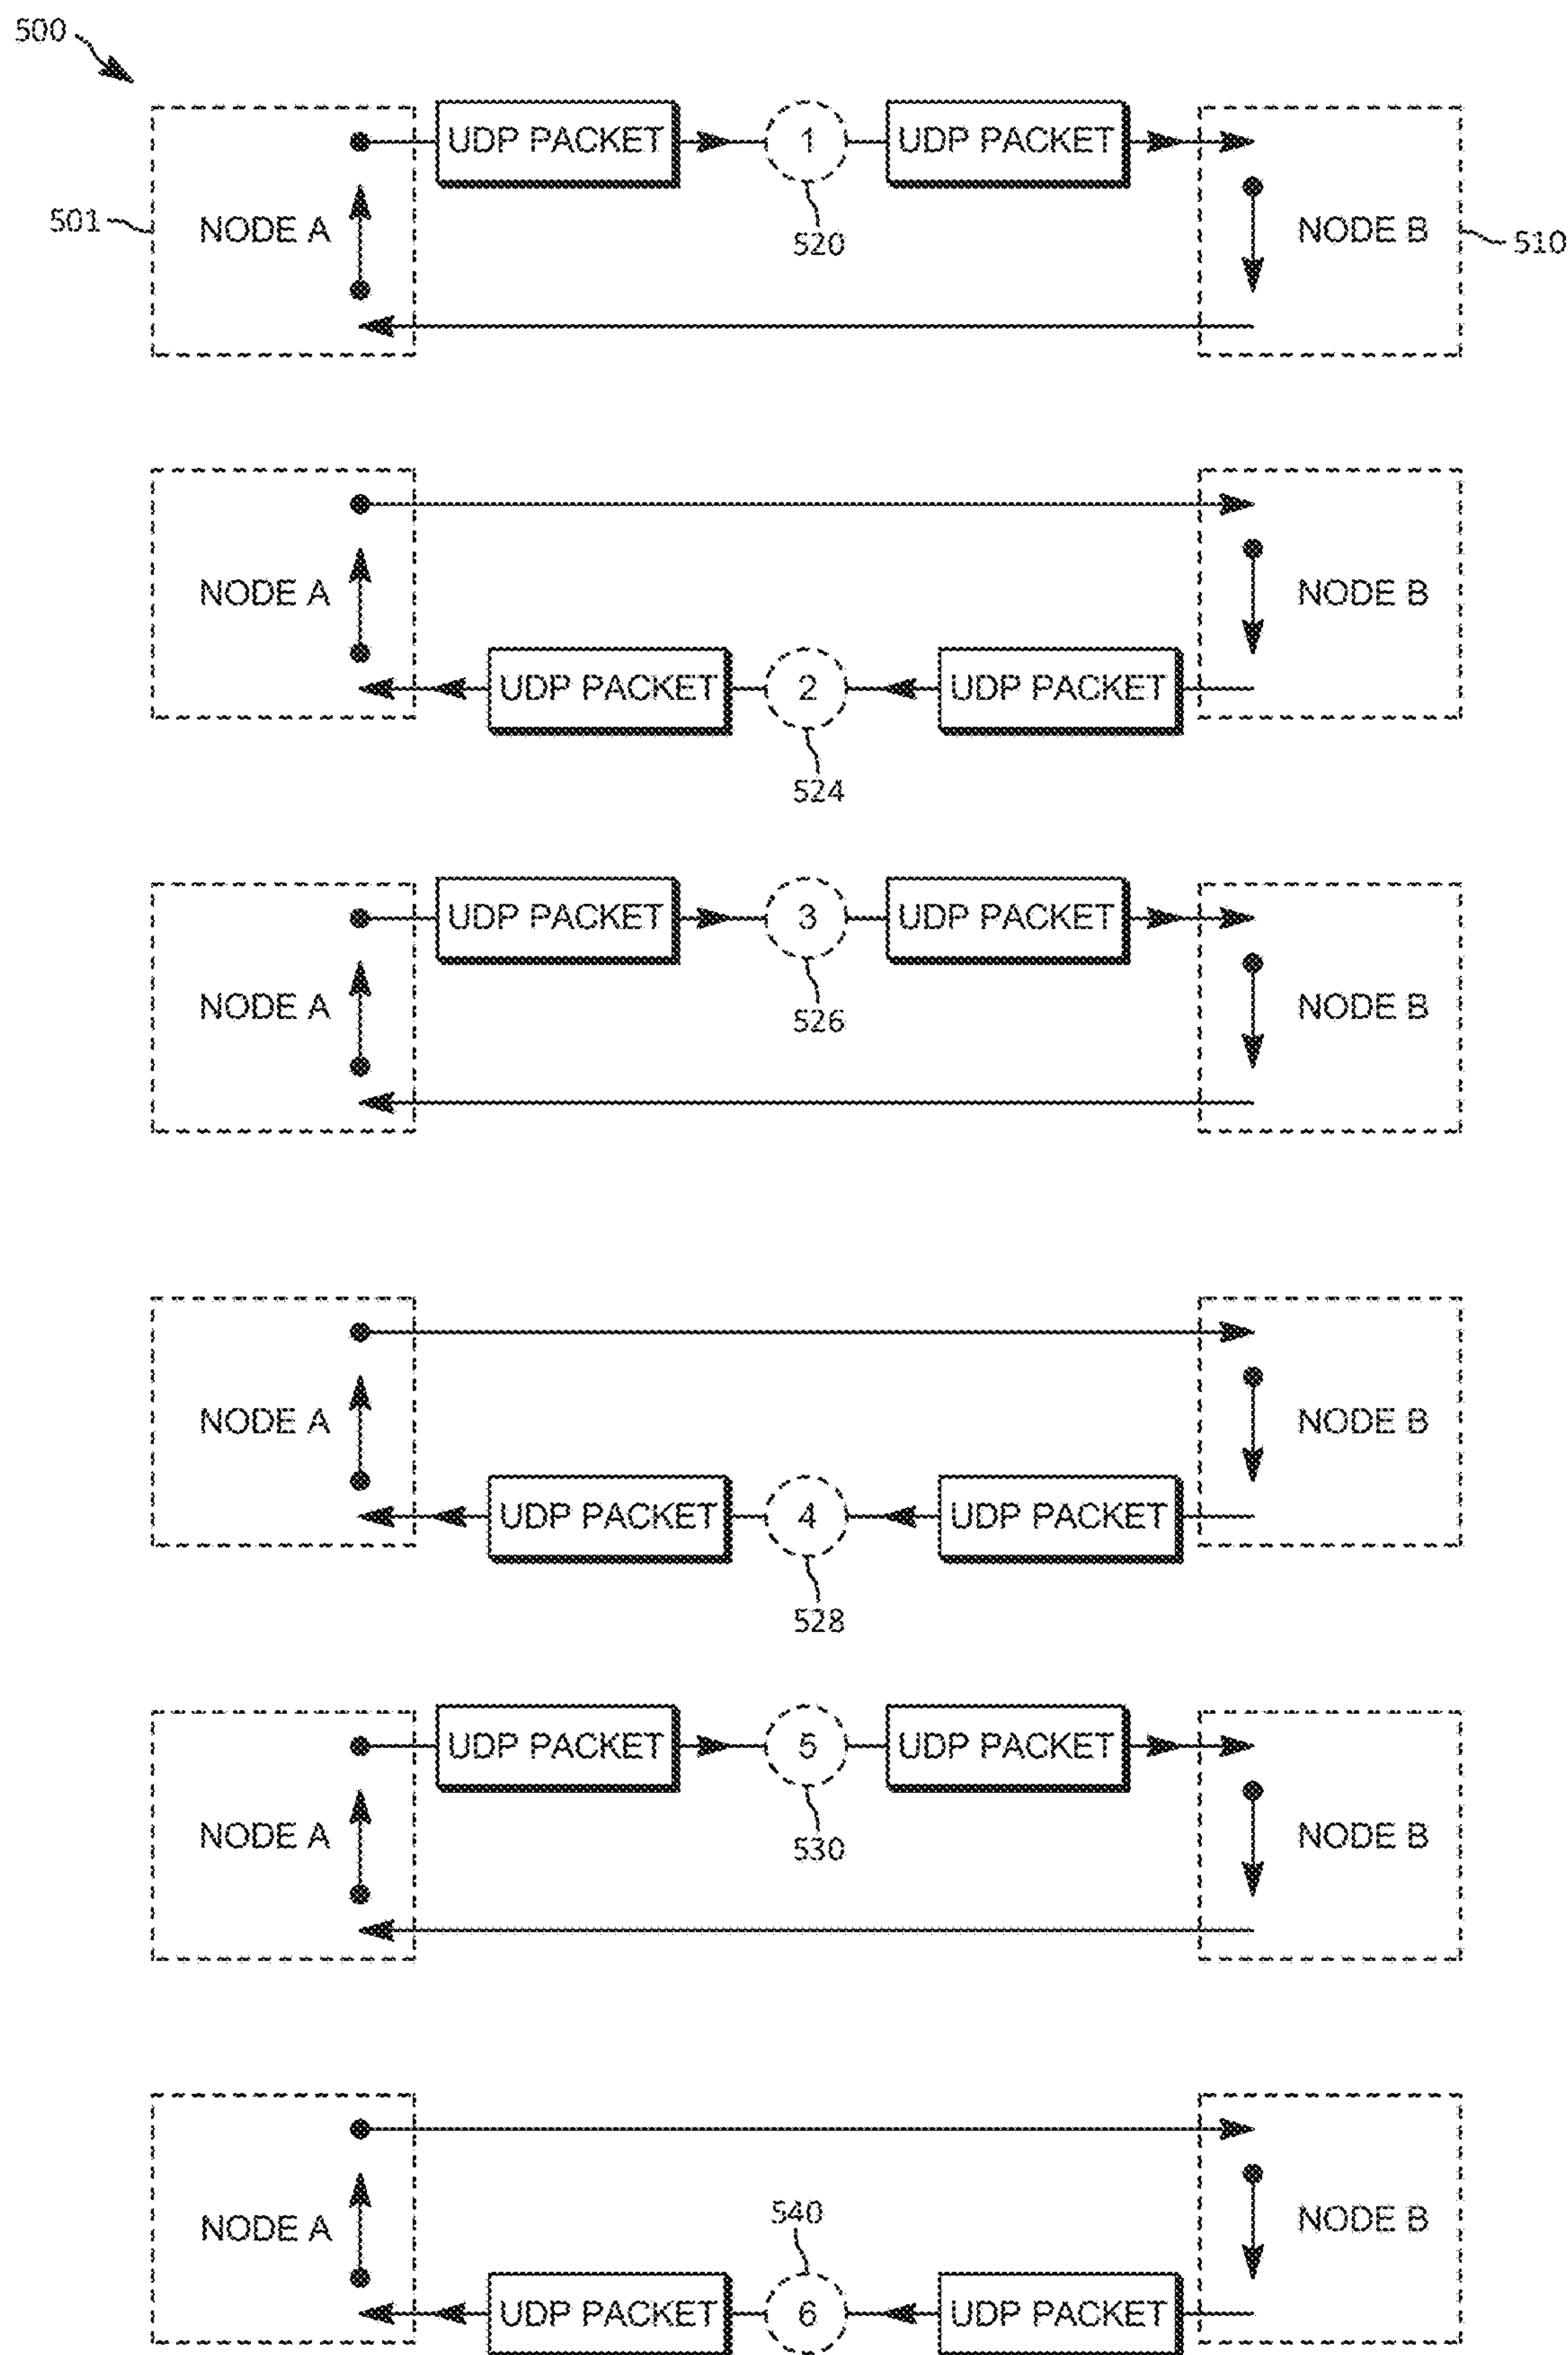 500
UDP PACKET 1 UDP PACKET
501 NODE A 520 NODE B 510
NODE A NODE B
UDP PACKET 2 UDP PACKET
524
UDP PACKET 3 UDP PACKET
NODE A 526 NODE B
NODE A NODE B
UDP PACKET 4 UDP PACKET
528
UDP PACKET 5 UDP PACKET
NODE A 530 NODE B
NODE A 540 NODE B
UDP PACKET 6 UDP PACKET